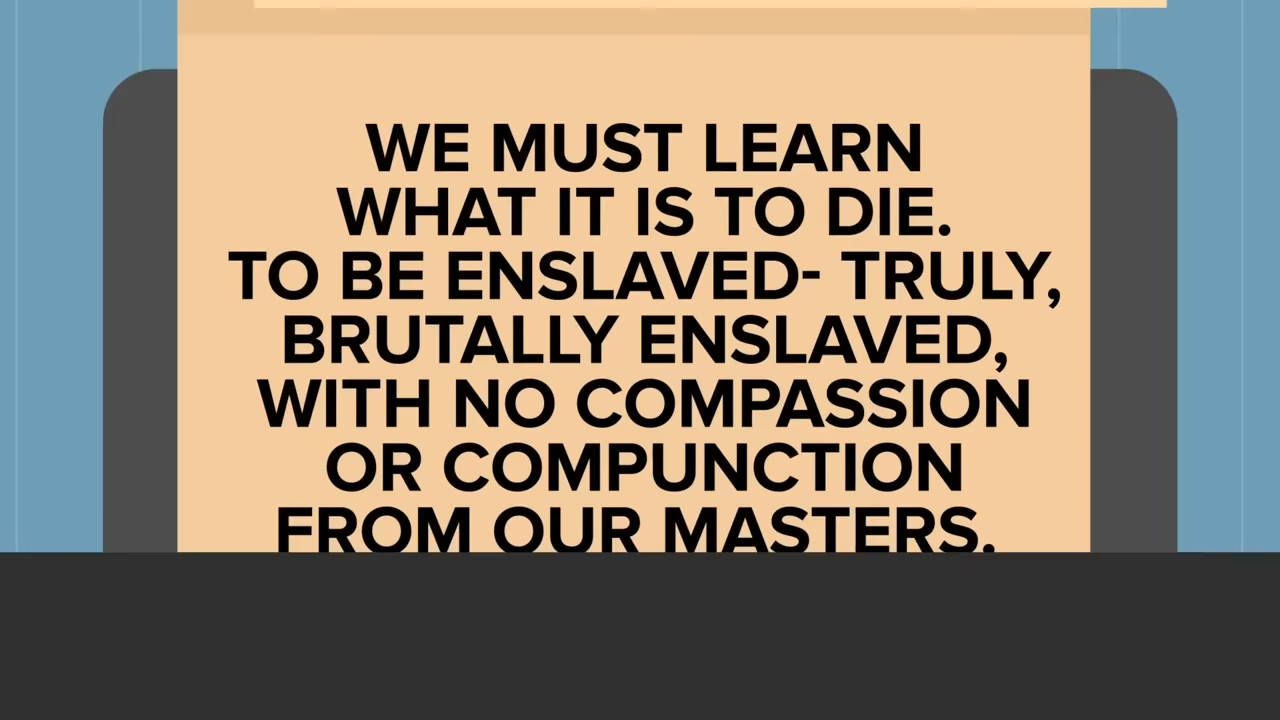 WE MUST LEARN
WHAT IT IS TO DIE.
TO BE ENSLAVED- TRULY,
BRUTALLY ENSLAVED,
WITH NO COMPASSION
OR COMPUNCTION
FROM OUR MASTERS.